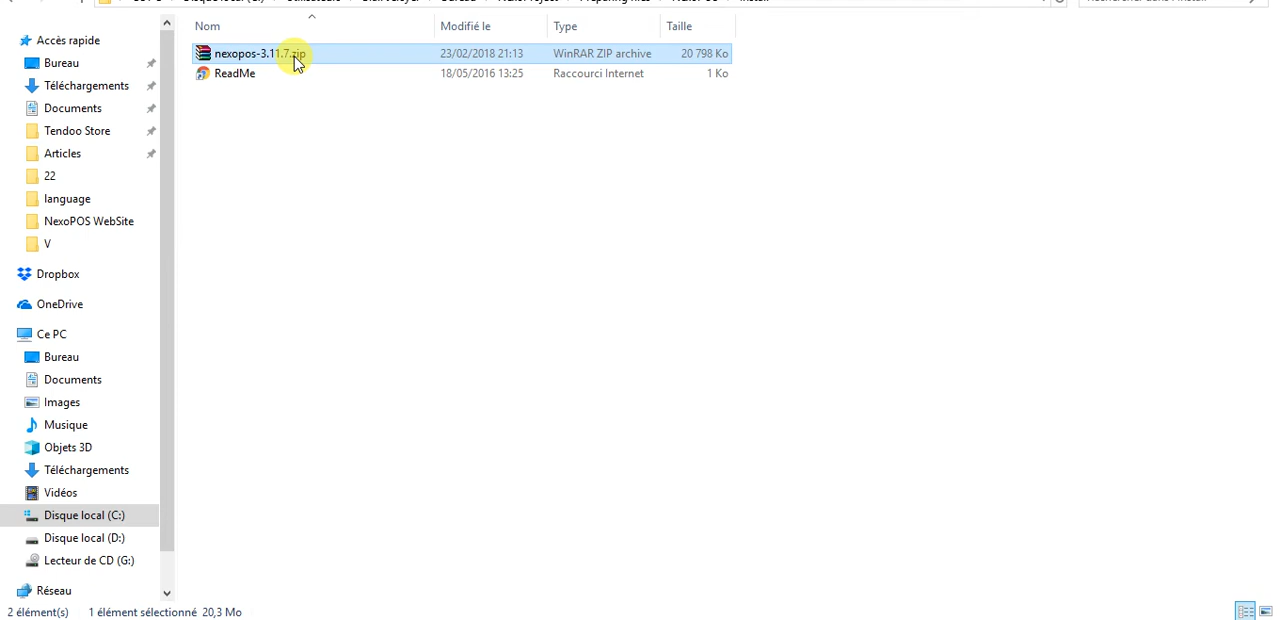 Nom Modifié le Type Taille
nexopos-3.11.7.zip 23/02/2018 21:13 WinRAR ZIP archive 20 798 Ko
ReadMe 18/05/2016 13:25 Raccourci Internet 1 Ko
Accès rapide
Bureau
Téléchargements
Documents
Tendoo Store
Articles
22
language
NexoPOS WebSite
V
Dropbox
OneDrive
Ce PC
Bureau
Documents
Images
Musique
Objets 3D
Téléchargements
Vidéos
Disque local (C:)
Disque local (D:)
Lecteur de CD (G:)
Réseau
2 élément(s) 1 élément sélectionné 20,3 Mo